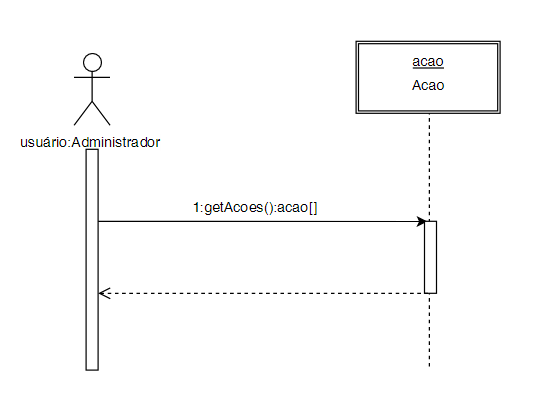 acao
Acao
usuário:Administrador
1:getAcoes():acao[]